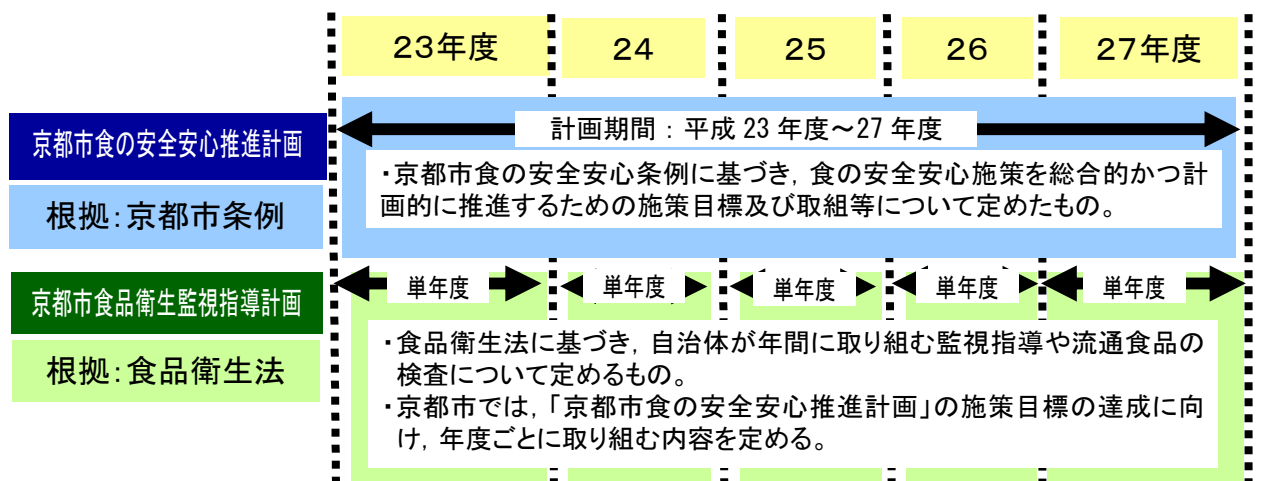 23年度 24 25 26 27年度
京都市食の安全安心推進計画
根拠:京都市条例
計画期間:平成 23 年度~27 年度
・京都市食の安全安心条例に基づき,食の安全安心施策を総合的かつ計
画的に推進するための施策目標及び取組等について定めたもの。
京都市食品衛生監視指導計画
根拠:食品衛生法
単年度 単年度 単年度 単年度 単年度
・食品衛生法に基づき,自治体が年間に取り組む監視指導や流通食品の
検査について定めるもの。
・京都市では,「京都市食の安全安心推進計画」の施策目標の達成に向
け,年度ごとに取り組む内容を定める。